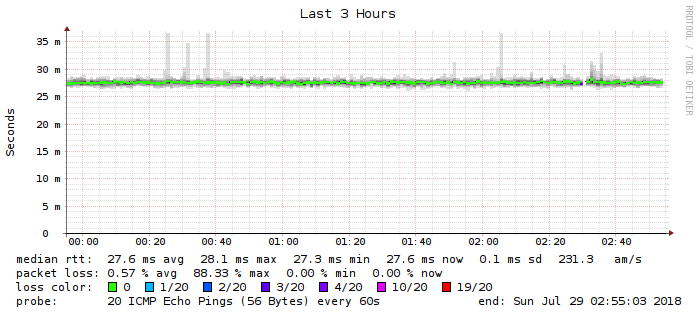 Last 3 Hours
RRDTOOL / TOBI OETIKER
Seconds
35 m
30 m
25 m
20 m
15 m
10 m
5 m
0
00:00 00:20 00:40 01:00 01:20 01:40 02:00 02:20 02:40
median rtt: 27.6 ms avg 28.1 ms max 27.3 ms min 27.6 ms now 0.1 ms sd 231.3 am/s
packet loss: 0.57 % avg 88.33 % max 0.00 % min 0.00 % now
loss color: 0 1/20 2/20 3/20 4/20 10/20 19/20
probe: 20 ICMP Echo Pings (56 Bytes) every 60s end: Sun Jul 29 02:55:03 2018